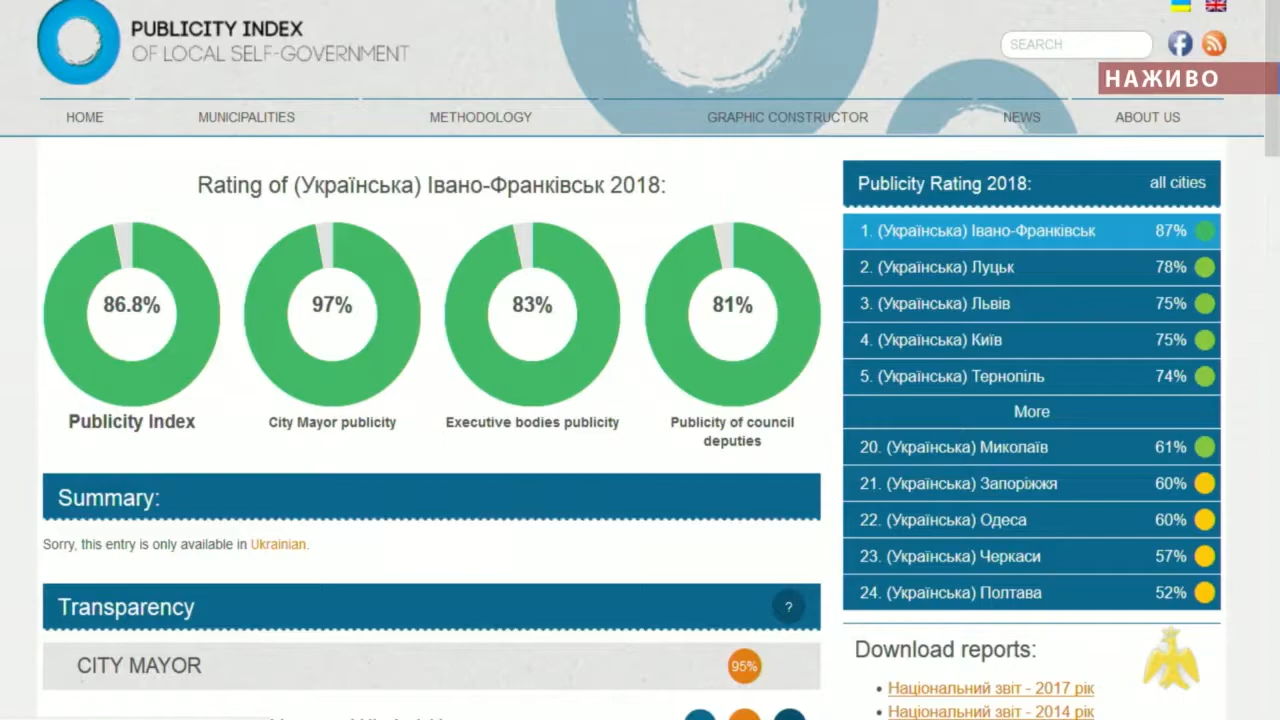 PUBLICITY INDEX
OF LOCAL SELF-GOVERNMENT
SEARCH
НАЖИВО
HOME
MUNICIPALITIES
METHODOLOGY
GRAPHIC CONSTRUCTOR
NEWS
ABOUT US
Rating of (Українська) Івано-Франківськ 2018:
86.8%
Publicity Index
97%
City Mayor publicity
83%
Executive bodies publicity
81%
Publicity of council
deputies
Summary:
Sorry, this entry is only available in Ukrainian.
Transparency ?
CITY MAYOR 95%
Publicity Rating 2018: all cities
1. (Українська) Івано-Франківськ 87%
2. (Українська) Луцьк 78%
3. (Українська) Львів 75%
4. (Українська) Київ 75%
5. (Українська) Тернопіль 74%
More
20. (Українська) Миколаїв 61%
21. (Українська) Запоріжжя 60%
22. (Українська) Одеса 60%
23. (Українська) Черкаси 57%
24. (Українська) Полтава 52%
Download reports:
• Національний звіт - 2017 рік
• Національний звіт - 2014 рік